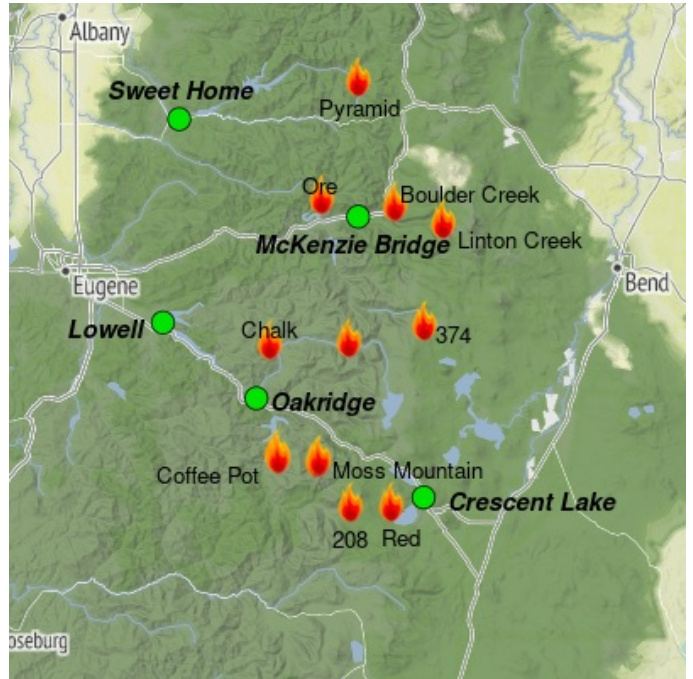 Albany
Sweet Home
Pyramid
Ore
Boulder Creek
McKenzie Bridge
Linton Creek
Eugene
Bend
Lowell
Chalk
374
Oakridge
Coffee Pot
Moss Mountain
Crescent Lake
208
Red
oseburg